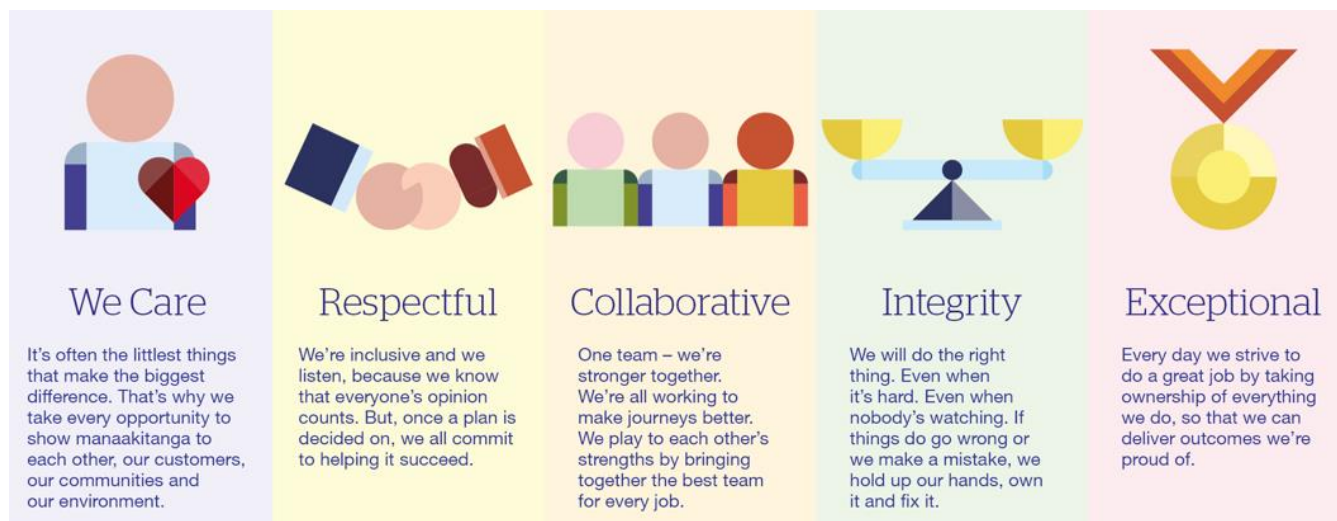 We Care
It's often the littlest things
that make the biggest
difference. That's why we
take every opportunity to
show manaakitanga to
each other, our customers,
our communities and
our environment.
Respectful
We're inclusive and we
listen, because we know
that everyone's opinion
counts. But, once a plan is
decided on, we all commit
to helping it succeed.
Collaborative
One team – we're
stronger together.
We're all working to
make journeys better.
We play to each other's
strengths by bringing
together the best team
for every job.
Integrity
We will do the right
thing. Even when
it's hard. Even when
nobody's watching. If
things do go wrong or
we make a mistake, we
hold up our hands, own
it and fix it.
Exceptional
Every day we strive to
do a great job by taking
ownership of everything
we do, so that we can
deliver outcomes we're
proud of.